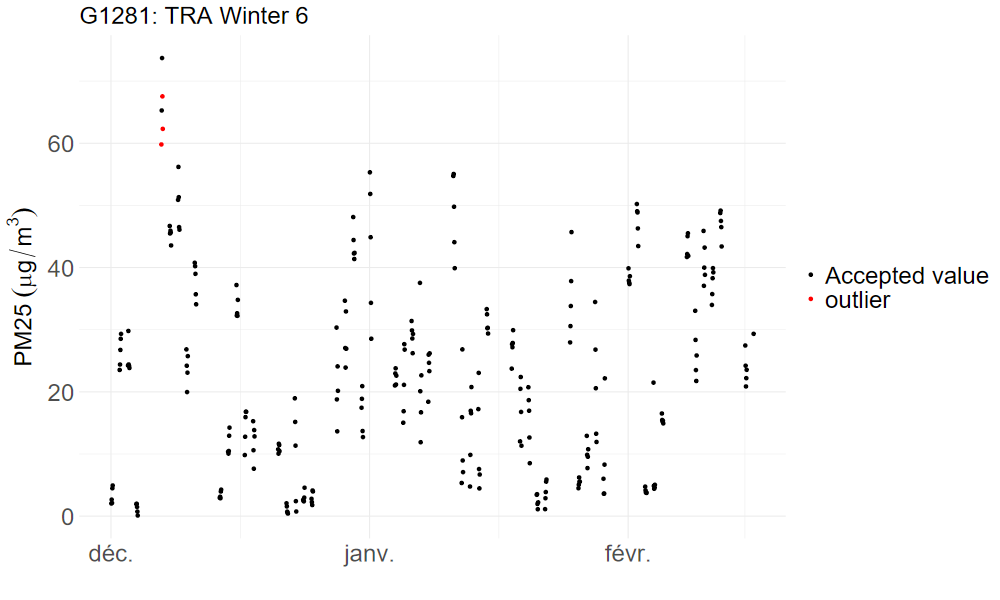 G1281: TRA Winter 6
PM25 (μg/m³)
60
40
20
0
déc.
janv.
févr.
Accepted value
outlier